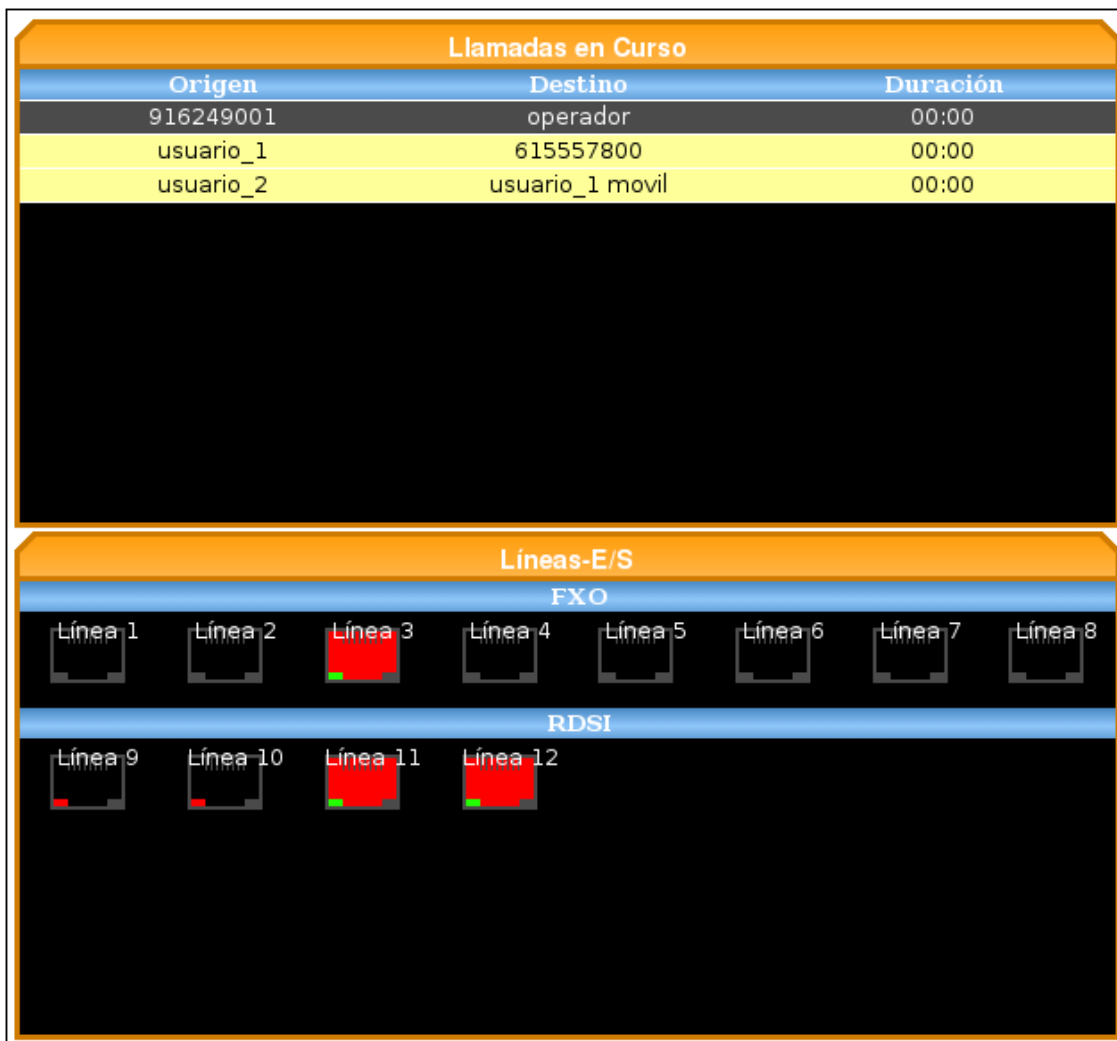 Llamadas en Curso
Origen Destino Duración
916249001 operador 00:00
usuario_1 615557800 00:00
usuario_2 usuario_1 movil 00:00
Líneas-E/S
FXO
Línea 1 Línea 2 Línea 3 Línea 4 Línea 5 Línea 6 Línea 7 Línea 8
RDSI
Línea 9 Línea 10 Línea 11 Línea 12